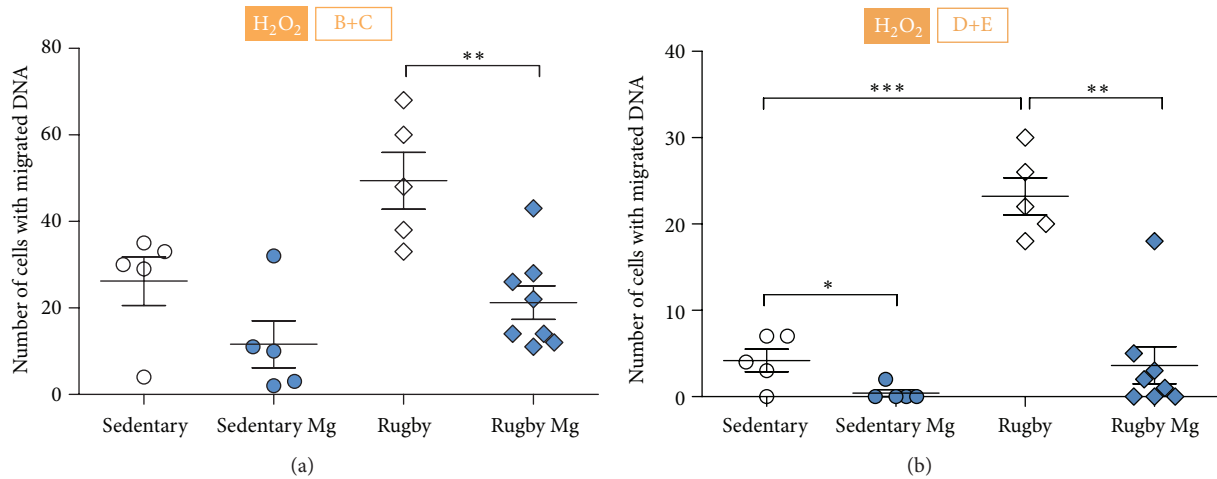 H₂O₂ B+C
Number of cells with migrated DNA
80
60
40
20
0
**
Sedentary Sedentary Mg Rugby Rugby Mg
(a)
H₂O₂ D+E
Number of cells with migrated DNA
40
30
20
10
0
*** **
*
Sedentary Sedentary Mg Rugby Rugby Mg
(b)